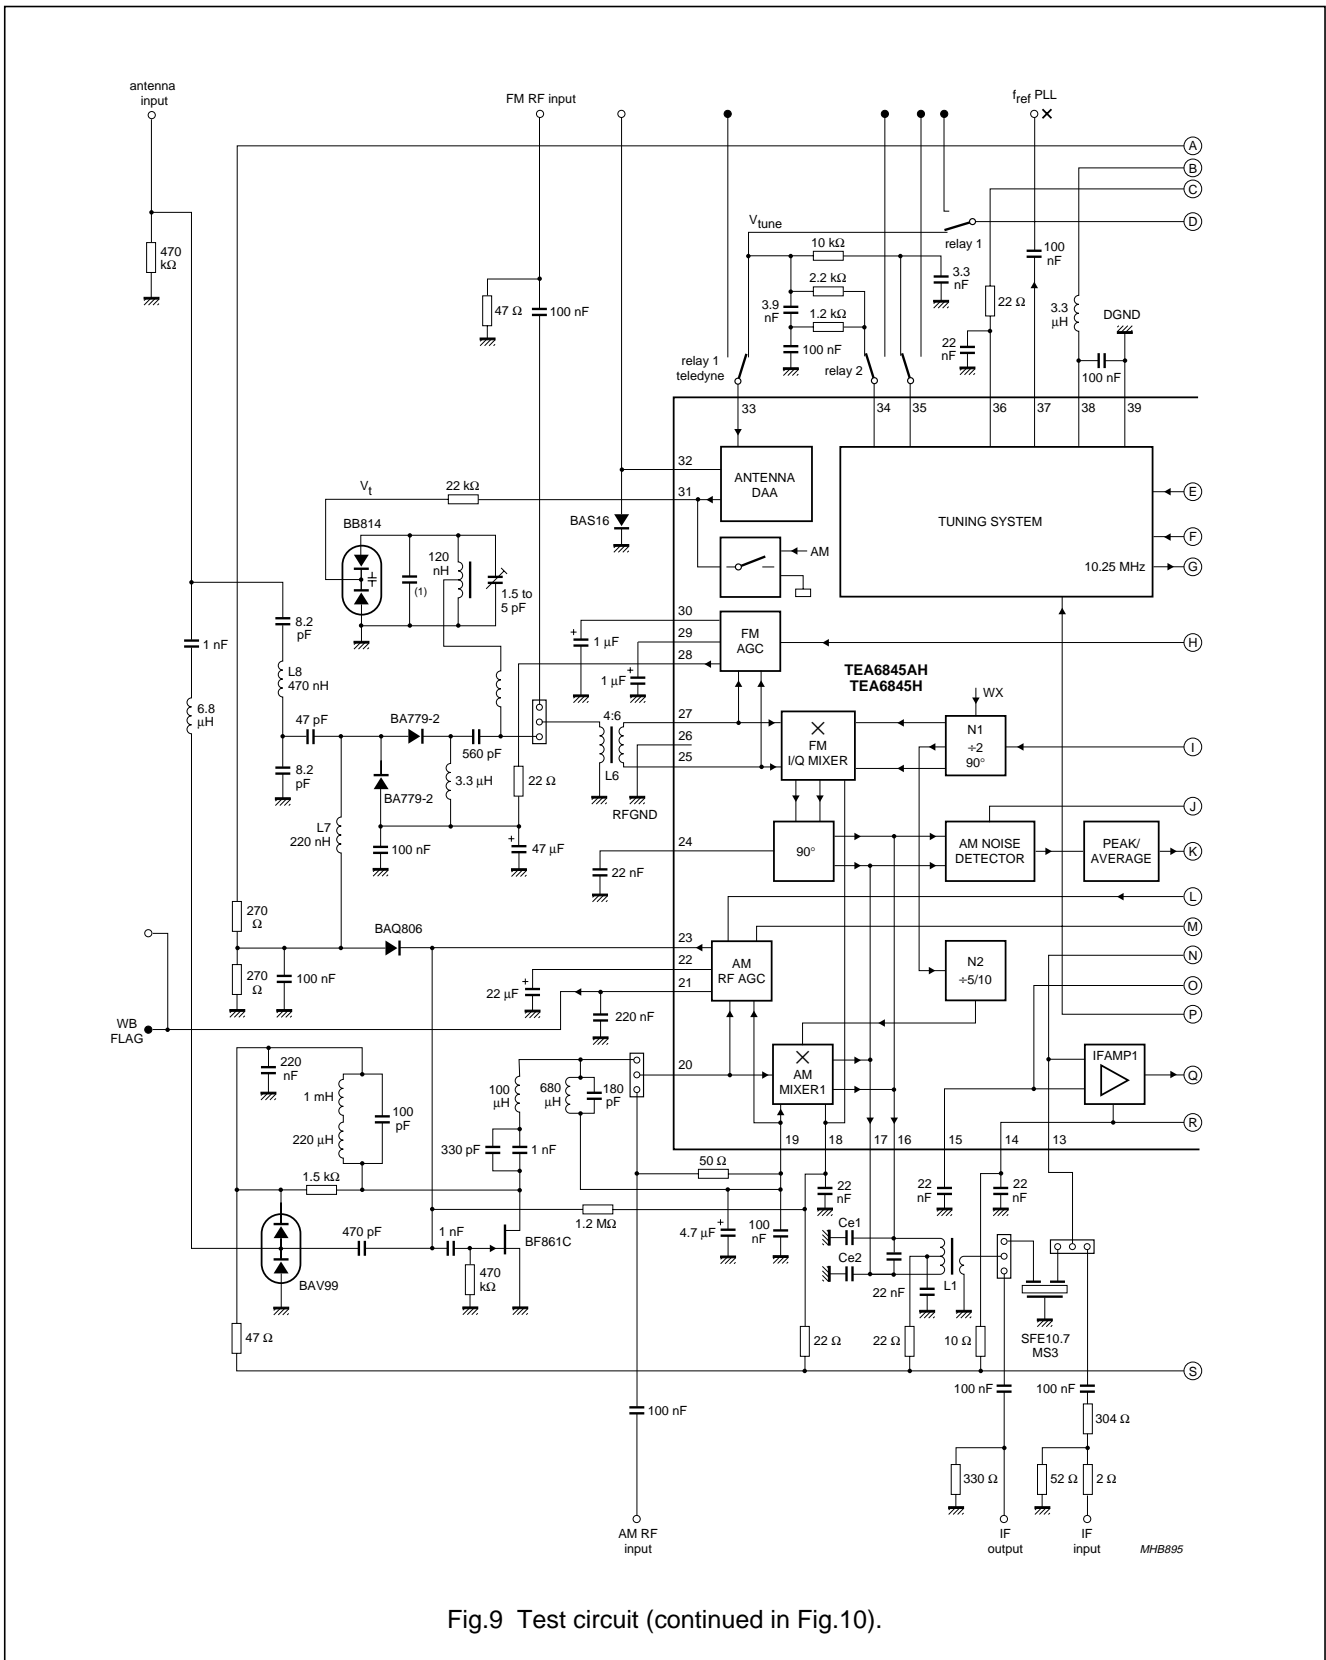 antenna
input
FM RF input
fref PLL
A
B
C
D
470
kΩ
47 Ω
100 nF
Vtune
10 kΩ
2.2 kΩ
3.9
nF
1.2 kΩ
100 nF
3.3
nF
relay 1
relay 1
teledyne
relay 2
22 Ω
22
nF
100
nF
3.3
μH
DGND
100 nF
33
34
35
36
37
38
39
32
31
ANTENNA
DAA
TUNING SYSTEM
10.25 MHz
E
F
G
Vt
22 kΩ
BB814
BAS16
AM
120
nH
(1)
1.5 to
5 pF
8.2
pF
1 nF
L8
470 nH
6.8
μH
47 pF
BA779-2
560 pF
8.2
pF
BA779-2
3.3 μH
22 Ω
L7
220 nH
100 nF
+
47 μF
30
29
28
+
1 μF
+
1 μF
FM
AGC
H
TEA6845AH
TEA6845H
WX
4:6
L6
27
26
25
RFGND
FM
I/Q MIXER
N1
÷2
90°
I
J
24
22 nF
90°
AM NOISE
DETECTOR
PEAK/
AVERAGE
K
L
M
N
O
P
270
Ω
270
Ω
100 nF
BAQ806
23
22
21
AM
RF AGC
N2
÷5/10
+
22 μF
220 nF
WB
FLAG
220
nF
1 mH
220 μH
100
pF
100
μH
680
μH
180
pF
330 pF
1 nF
20
AM
MIXER1
IFAMP1
Q
R
19
18
17
16
15
14
13
1.5 kΩ
50 Ω
1.2 MΩ
470 pF
1 nF
BF861C
470
kΩ
BAV99
+
4.7 μF
100
nF
22
nF
Ce1
Ce2
22 nF
L1
22
nF
22
nF
47 Ω
22 Ω
22 Ω
10 Ω
SFE10.7
MS3
S
100 nF
100 nF
100 nF
304 Ω
330 Ω
52 Ω
2 Ω
AM RF
input
IF
output
IF
input
MHB895
Fig.9 Test circuit (continued in Fig.10).